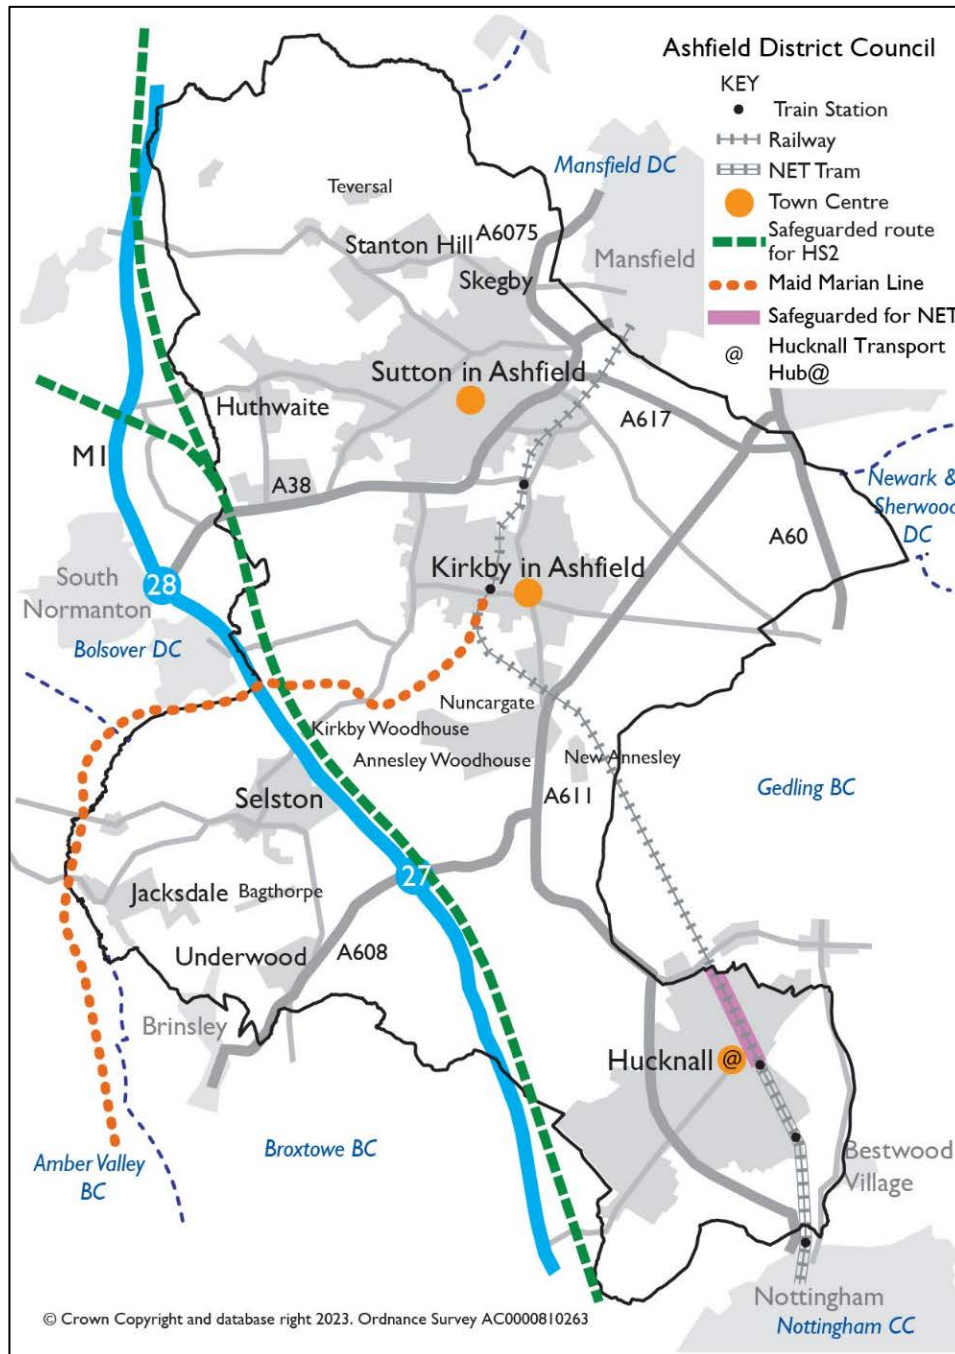 Ashfield District Council
KEY
Train Station
Railway
NET Tram
Town Centre
Safeguarded route
for HS2
Maid Marian Line
Safeguarded for NET
@
Hucknall Transport
Hub@
Mansfield DC
Teversal
A6075
Stanton Hill
Mansfield
Skegby
Sutton in Ashfield
Huthwaite
A617
M1
A38
Newark &
Sherwood
DC
A60
Kirkby in Ashfield
South
Normanton
28
Bolsover DC
Nuncargate
Kirkby Woodhouse
Annesley Woodhouse
New Annesley
Gedling BC
A611
Selston
27
Jacksdale
Bagthorpe
Underwood
A608
Brinsley
Hucknall
@
Amber Valley
BC
Broxtowe BC
Bestwood
Village
Nottingham
Nottingham CC
© Crown Copyright and database right 2023. Ordnance Survey AC0000810263